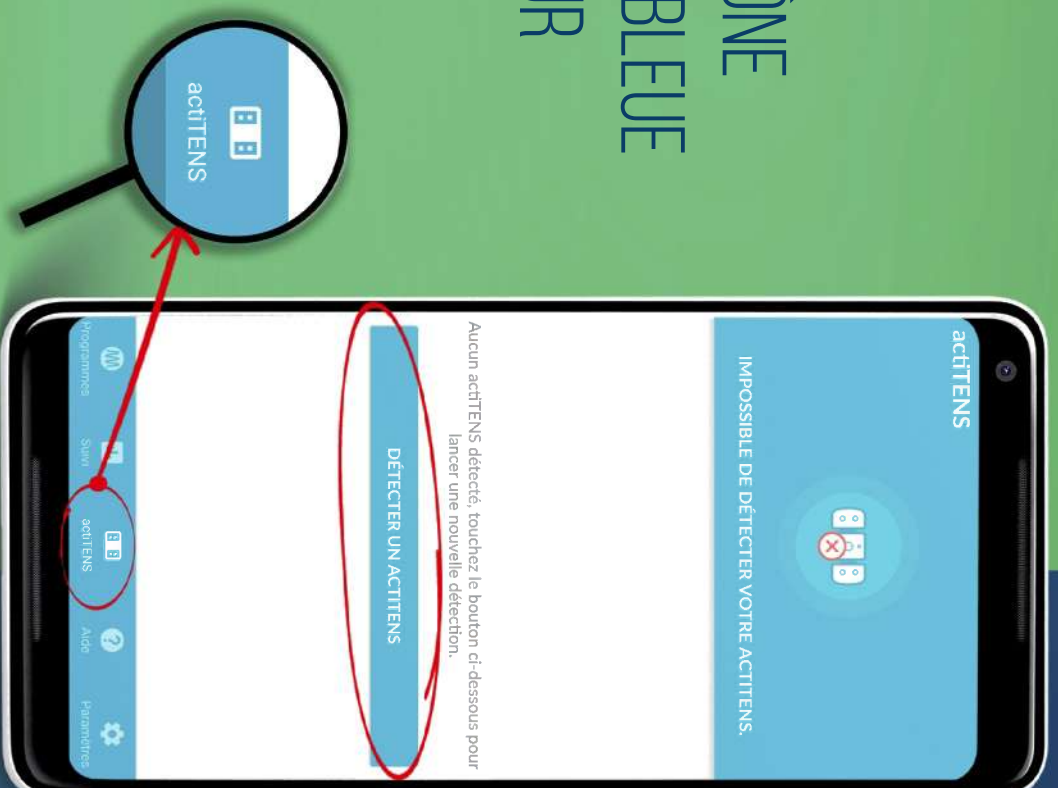 ÔNE
BLEUE
UR
actiTENS
actiTENS
IMPOSSIBLE DE DÉTECTER VOTRE ACTITENS.
Aucun actiTENS détecté, touchez le bouton ci-dessous pour
lancer une nouvelle détection.
DÉTECTER UN ACTITENS
Programmes Suivi actiTENS Aide Paramètres